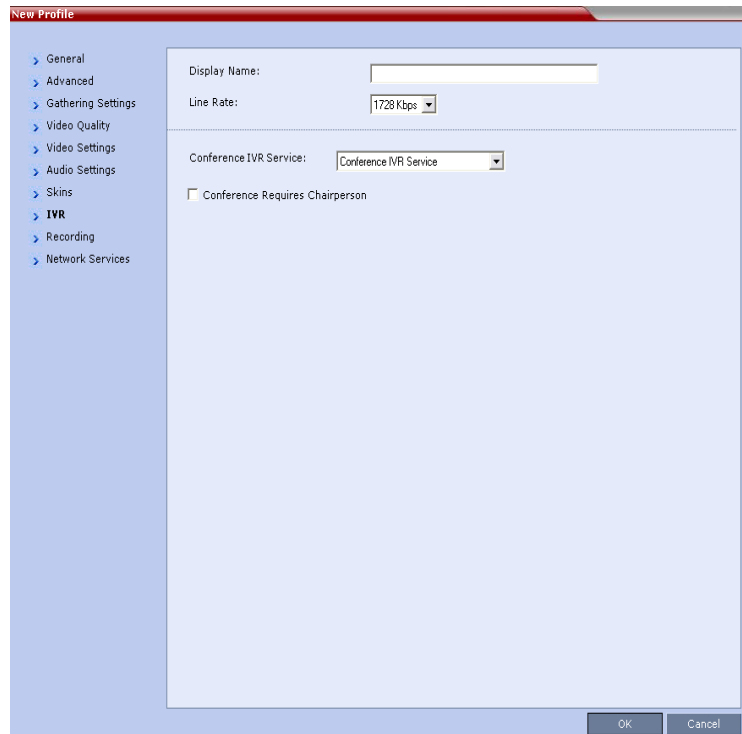 New Profile
General
Advanced
Gathering Settings
Video Quality
Video Settings
Audio Settings
Skins
IVR
Recording
Network Services
Display Name:
Line Rate: 1728 Kbps
Conference IVR Service: Conference IVR Service
Conference Requires Chairperson
OK Cancel